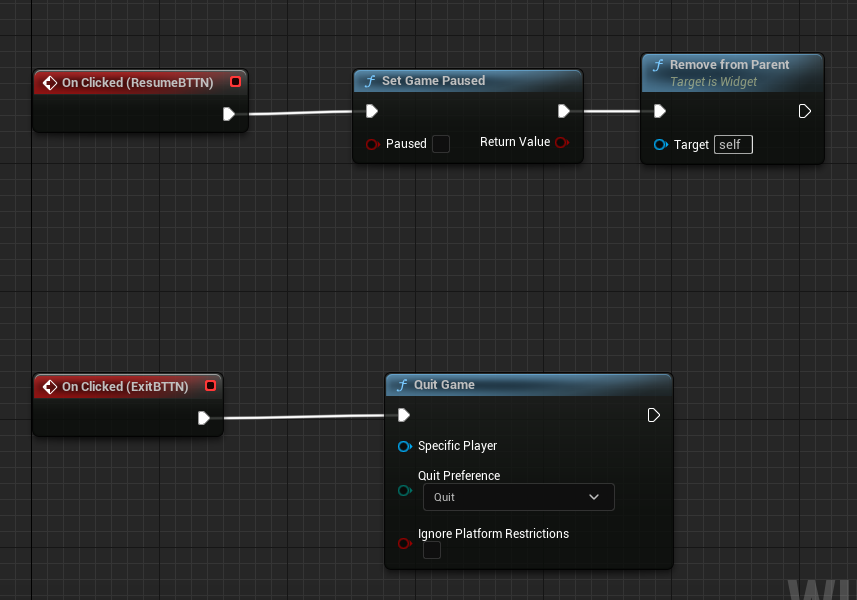 On Clicked (ResumeBTTN)
Set Game Paused
Paused
Return Value
Remove from Parent
Target is Widget
Target self
On Clicked (ExitBTTN)
Quit Game
Specific Player
Quit Preference
Quit
Ignore Platform Restrictions